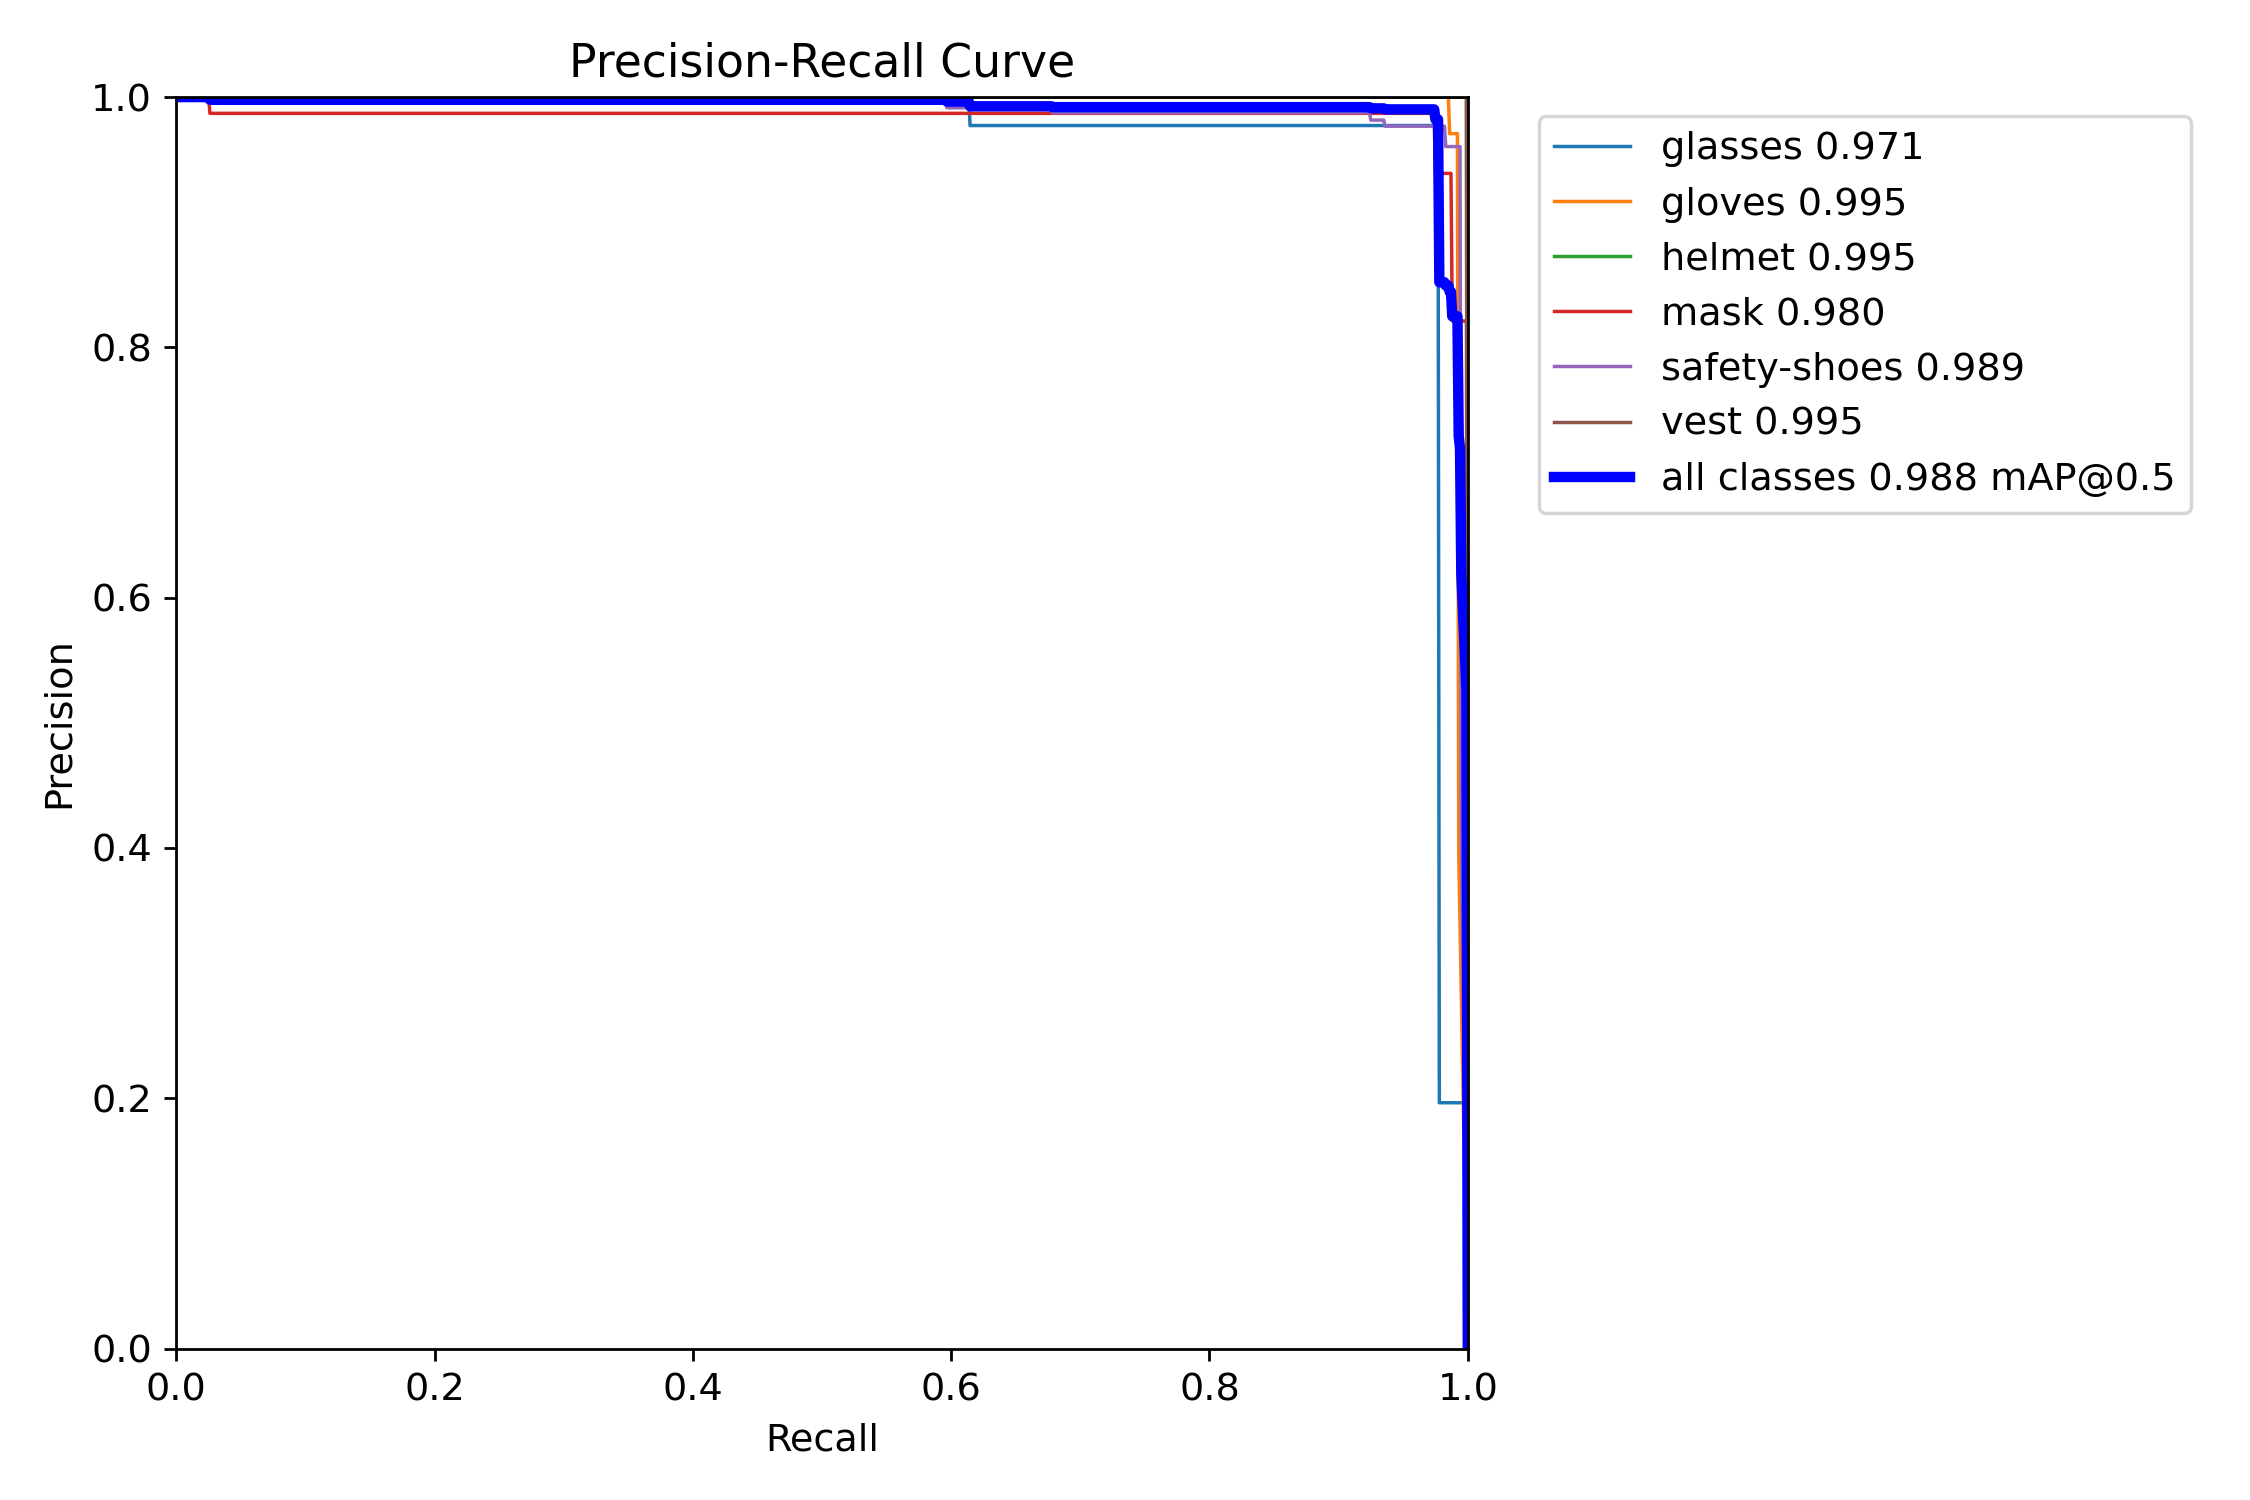 Precision-Recall Curve
1.0
0.8
0.6
0.4
0.2
0.0
Precision
0.0 0.2 0.4 0.6 0.8 1.0
Recall
glasses 0.971
gloves 0.995
helmet 0.995
mask 0.980
safety-shoes 0.989
vest 0.995
all classes 0.988 mAP@0.5